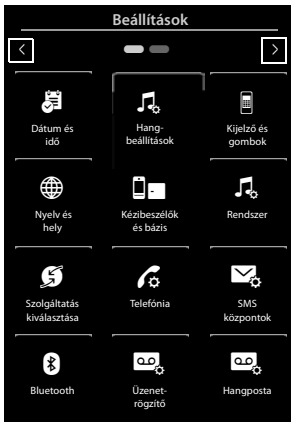 Beállítások
Dátum és
idő
Hang-
beállítások
Kijelző és
gombok
Nyelv és
hely
Kézibeszélők
és bázis
Rendszer
Szolgáltatás
kiválasztása
Telefónia
SMS
központok
Bluetooth
Üzenet-
rögzítő
Hangposta